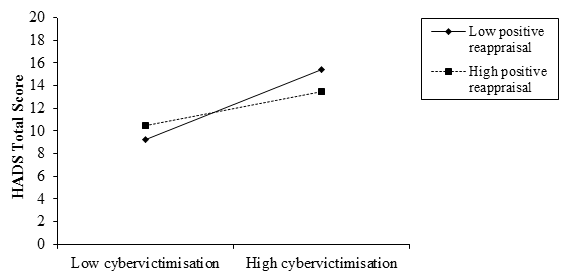 20
18
16
14
12
10
8
6
4
2
0
HADS Total Score
Low cybervictimisation
High cybervictimisation
Low positive
reappraisal
High positive
reappraisal